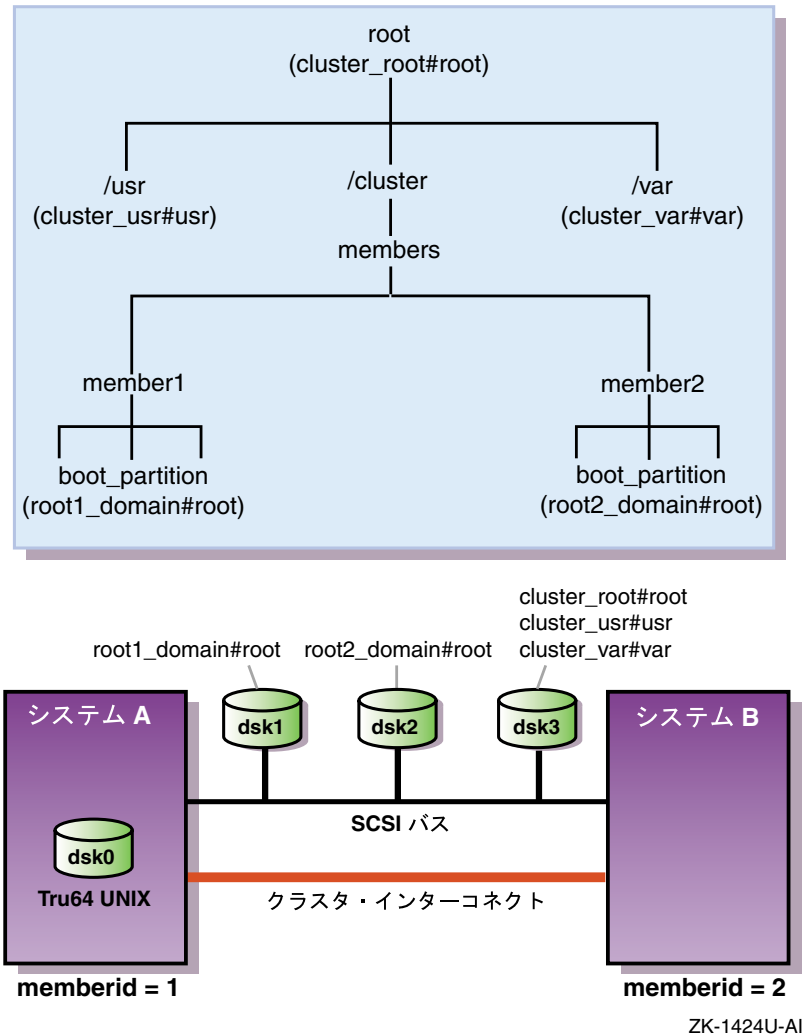 root
(cluster_root#root)
/usr
(cluster_usr#usr)
/cluster
/var
(cluster_var#var)
members
member1
member2
boot_partition
(root1_domain#root)
boot_partition
(root2_domain#root)
root1_domain#root
root2_domain#root
cluster_root#root
cluster_usr#usr
cluster_var#var
システム A
dsk1
dsk2
dsk3
システム B
SCSI バス
dsk0
Tru64 UNIX
クラスタ・インターコネクト
memberid = 1
memberid = 2
ZK-1424U-AI